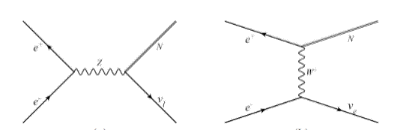 e⁺ Z N e⁺ N
W
e⁻ ν_l e⁻ ν_e